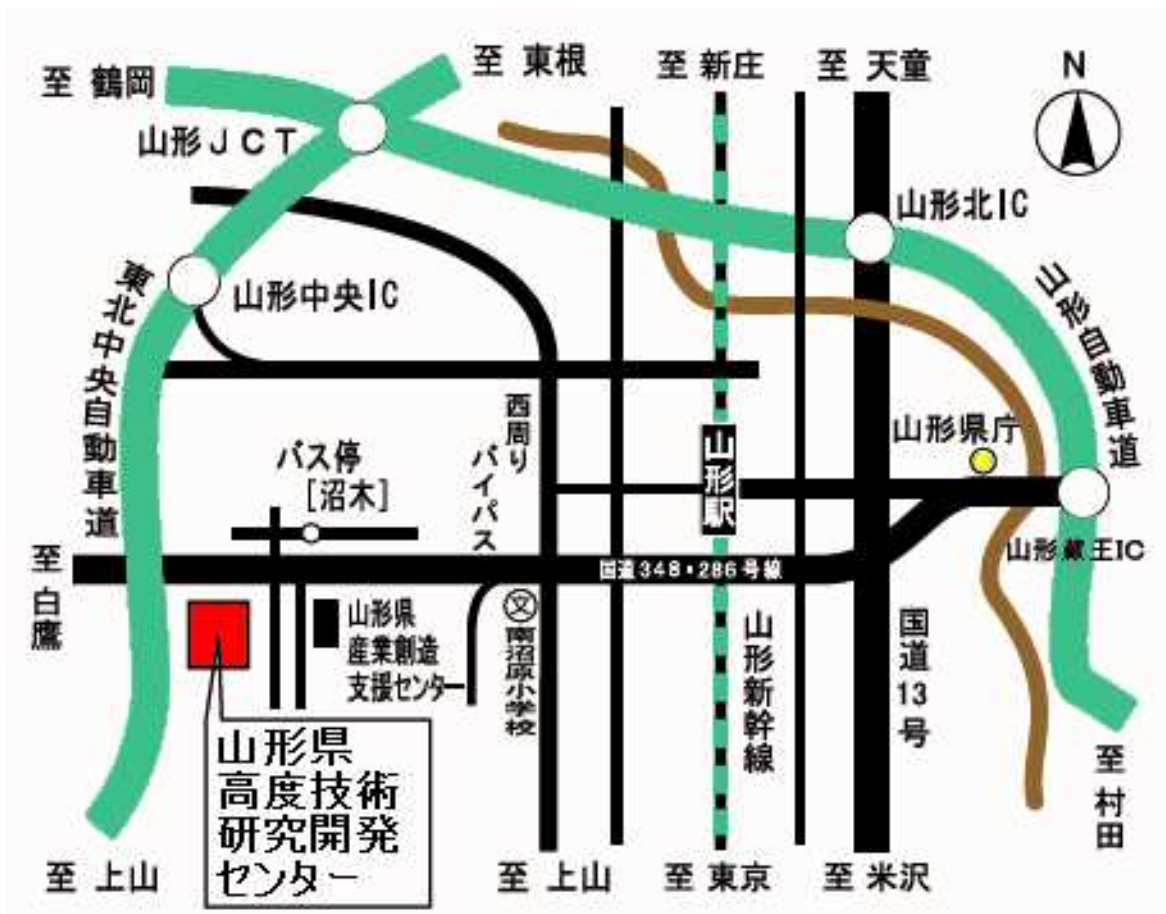 至 鶴岡
至 東根
至 新庄
至 天童
N
山形JCT
山形北IC
東北中央自動車道
山形中央IC
山形自動車道
西周り
バイパス
山形駅
山形県庁
バス停
[沼木]
山形蔵王IC
至 白鷹
国道348・286号線
山形県
産業創造
支援センター
文
南沼原小学校
山形新幹線
国道13号
山形県
高度技術
研究開発
センター
至 村田
至 上山
至 上山
至 東京
至 米沢